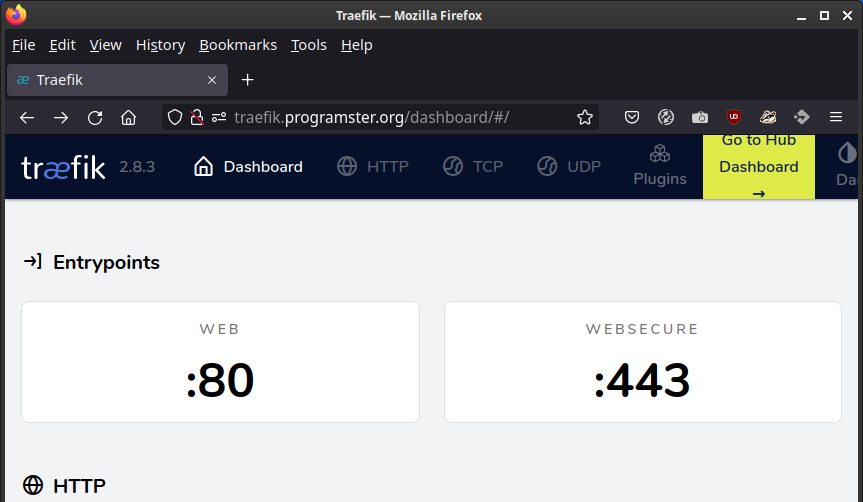 Traefik — Mozilla Firefox
File Edit View History Bookmarks Tools Help
æ Traefik
traefik.programster.org/dashboard/#/
træfik 2.8.3 Dashboard HTTP TCP UDP Plugins
Go to Hub
Dashboard
→
Da
Entrypoints
WEB
:80
WEBSECURE
:443
HTTP